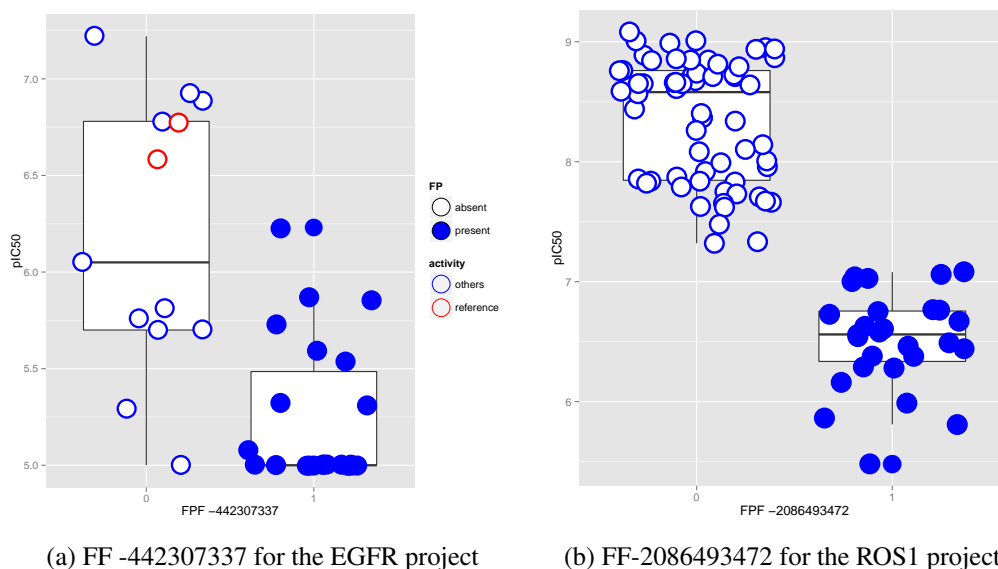 7.0
6.5
6.0
5.5
5.0
pIC50
0
1
FPF −442307337
FP
absent
present
activity
others
reference
9
8
7
6
pIC50
0
1
FPF −2086493472
(a) FF -442307337 for the EGFR project
(b) FF-2086493472 for the ROS1 project